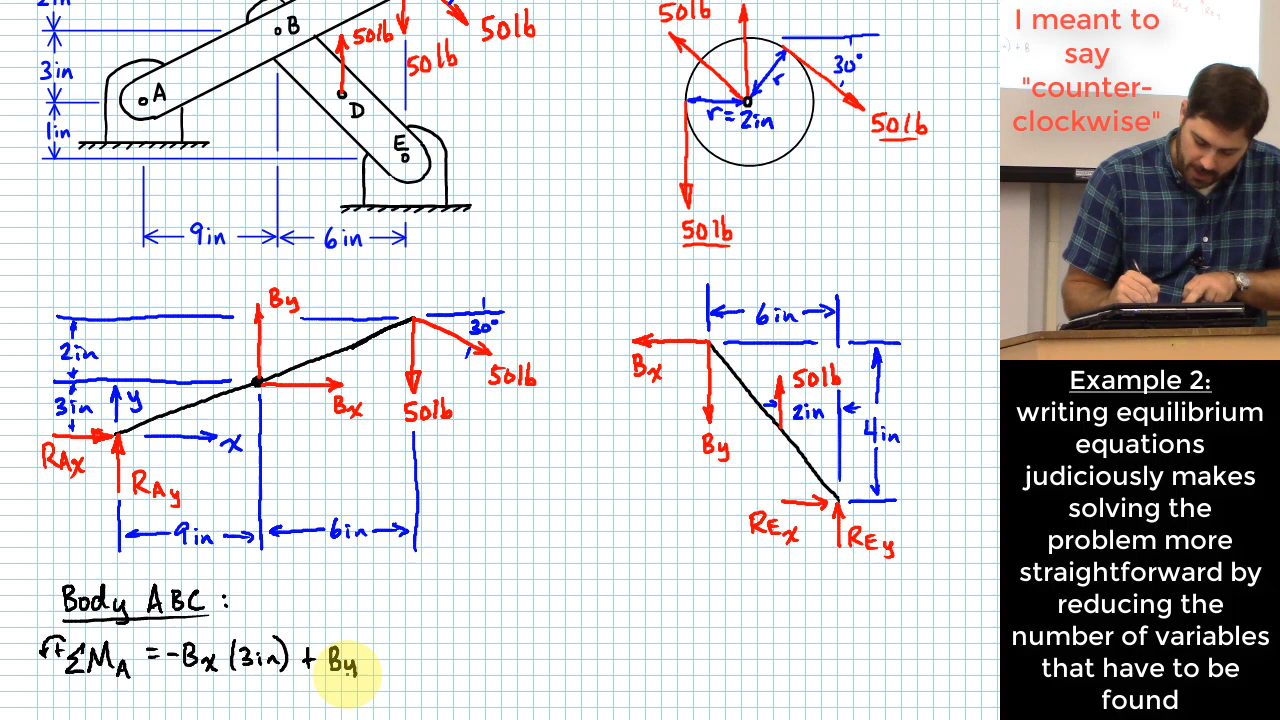 2in
3in
1in
A
B
D
E
50lb
50lb
50lb
9in
6in
50lb
30°
r
r = 2in
50lb
50lb
2in
3in
By
Bx
30°
50lb
50lb
y
x
RAx
RAy
9in
6in
6in
Bx
By
50lb
2in
4in
REx
REy
Body ABC :
+ ΣMA = -Bx (3in) + By
I meant to
say
"counter-
clockwise"
Example 2:
writing equilibrium
equations
judiciously makes
solving the
problem more
straightforward by
reducing the
number of variables
that have to be
found